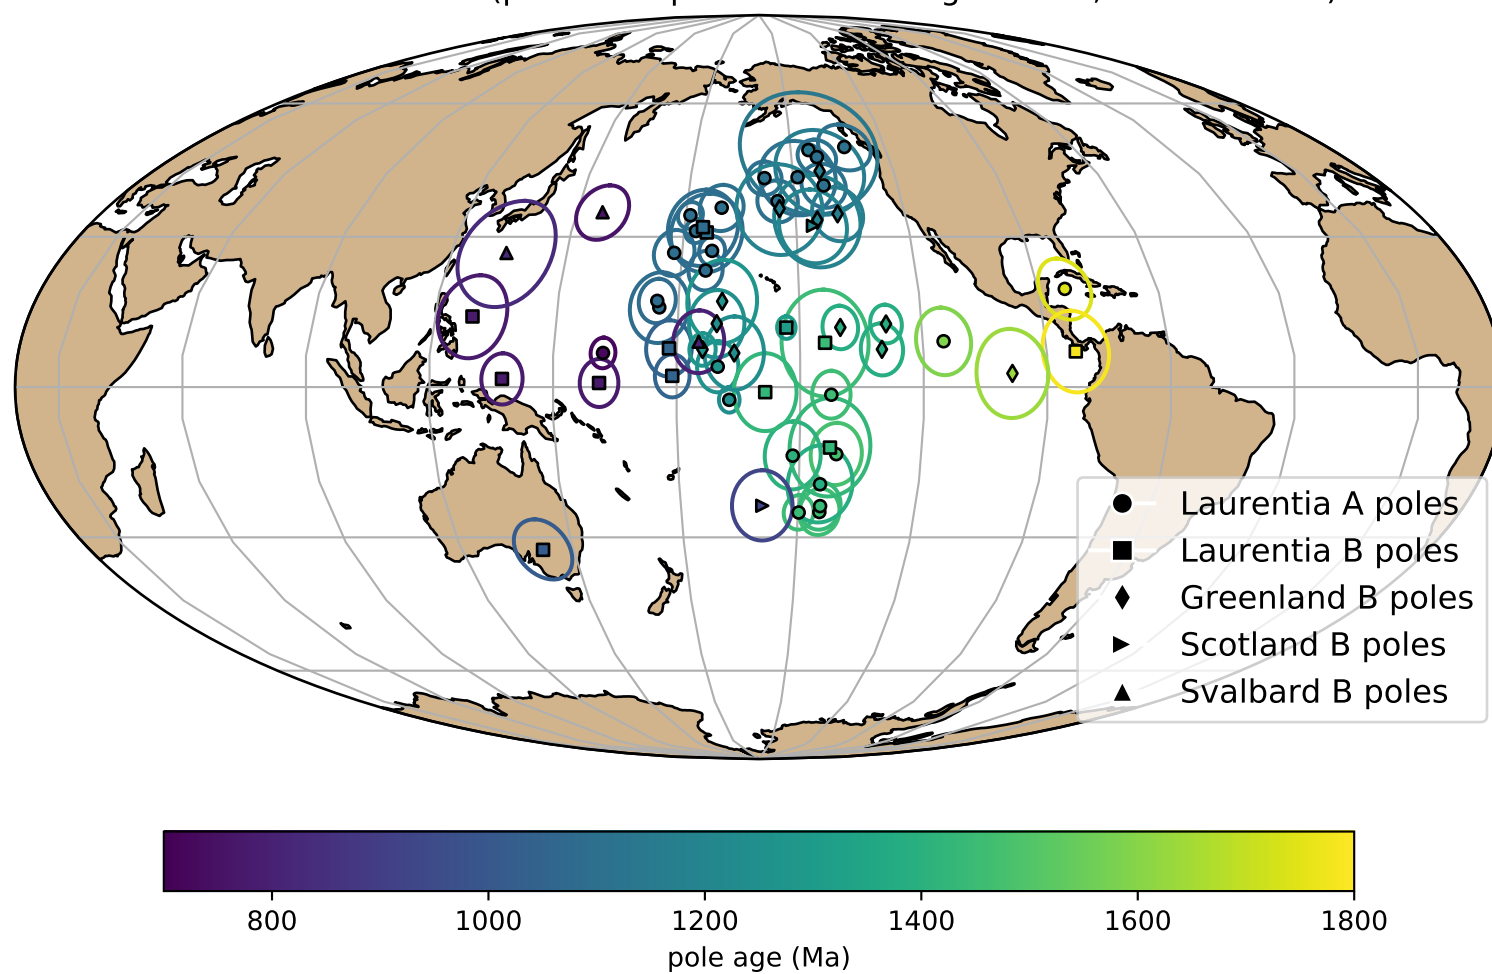 Laurentia A poles
Laurentia B poles
Greenland B poles
Scotland B poles
Svalbard B poles
800 1000 1200 1400 1600 1800
pole age (Ma)